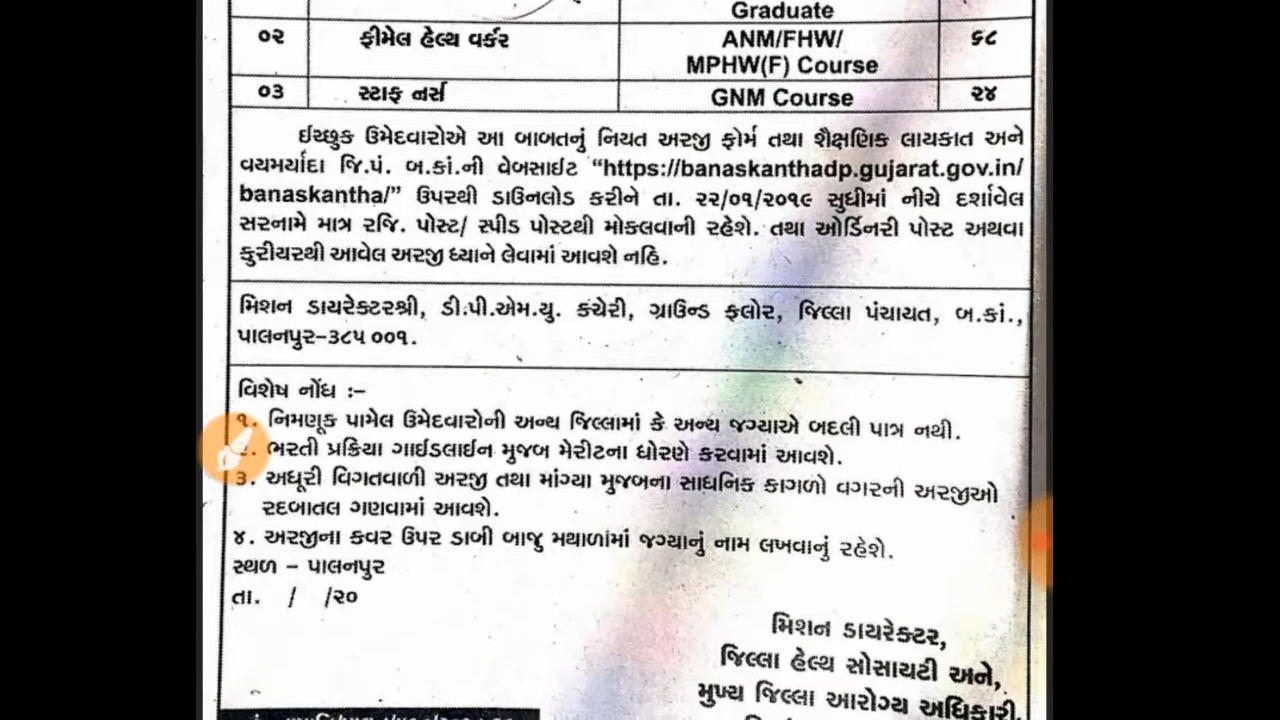 Graduate
૦૨ ફીમેલ હેલ્થ વર્કર ANM/FHW/ ૬૮
MPHW(F) Course
૦૩ સ્ટાફ નર્સ GNM Course ૨૪
ઈચ્છુક ઉમેદવારોએ આ બાબતનું નિયત અરજી ફોર્મ તથા શૈક્ષણિક લાયકાત અને
વયમર્યાદા જિ.પં. બ.કાં.ની વેબસાઈટ “https://banaskanthadp.gujarat.gov.in/
banaskantha/” ઉપરથી ડાઉનલોડ કરીને તા. ૨૨/૦૧/૨૦૧૯ સુધીમાં નીચે દર્શાવેલ
સરનામે માત્ર રજિ. પોસ્ટ/ સ્પીડ પોસ્ટથી મોકલવાની રહેશે. તથા ઓર્ડિનરી પોસ્ટ અથવા
કુરીયરથી આવેલ અરજી ધ્યાને લેવામાં આવશે નહિ.
મિશન ડાયરેક્ટરશ્રી, ડી.પી.એમ.યુ. કચેરી, ગ્રાઉન્ડ ફ્લોર, જિલ્લા પંચાયત, બ.કાં.,
પાલનપુર-૩૮૫ ૦૦૧.
વિશેષ નોંધ :-
૧. નિમણૂક પામેલ ઉમેદવારોની અન્ય જિલ્લામાં કે અન્ય જગ્યાએ બદલી પાત્ર નથી.
૨. ભરતી પ્રક્રિયા ગાઈડલાઈન મુજબ મેરીટના ધોરણે કરવામાં આવશે.
૩. અધૂરી વિગતવાળી અરજી તથા માંગ્યા મુજબના સાધનિક કાગળો વગરની અરજીઓ
રદબાતલ ગણવામાં આવશે.
૪. અરજીના કવર ઉપર ડાબી બાજુ મથાળાંમાં જગ્યાનું નામ લખવાનું રહેશે.
સ્થળ – પાલનપુર
તા. / /૨૦
મિશન ડાયરેક્ટર,
જિલ્લા હેલ્થ સોસાયટી અને,
મુખ્ય જિલ્લા આરોગ્ય અધિકારી,